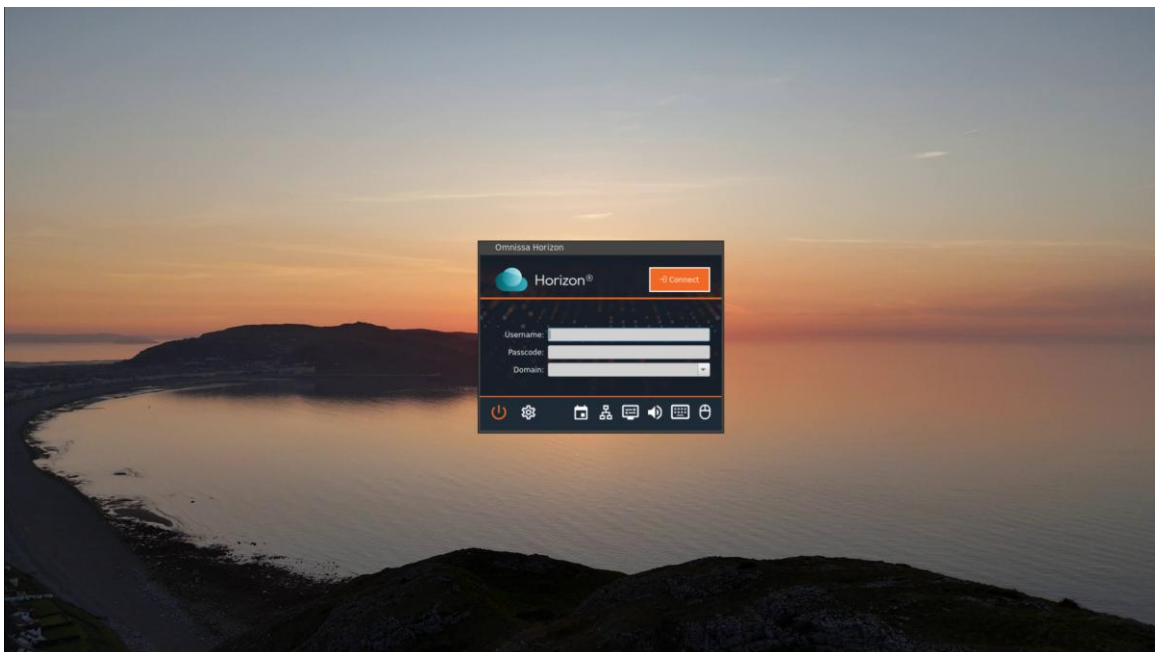 Omnissa Horizon
Horizon®
Connect
Username:
Passcode:
Domain: